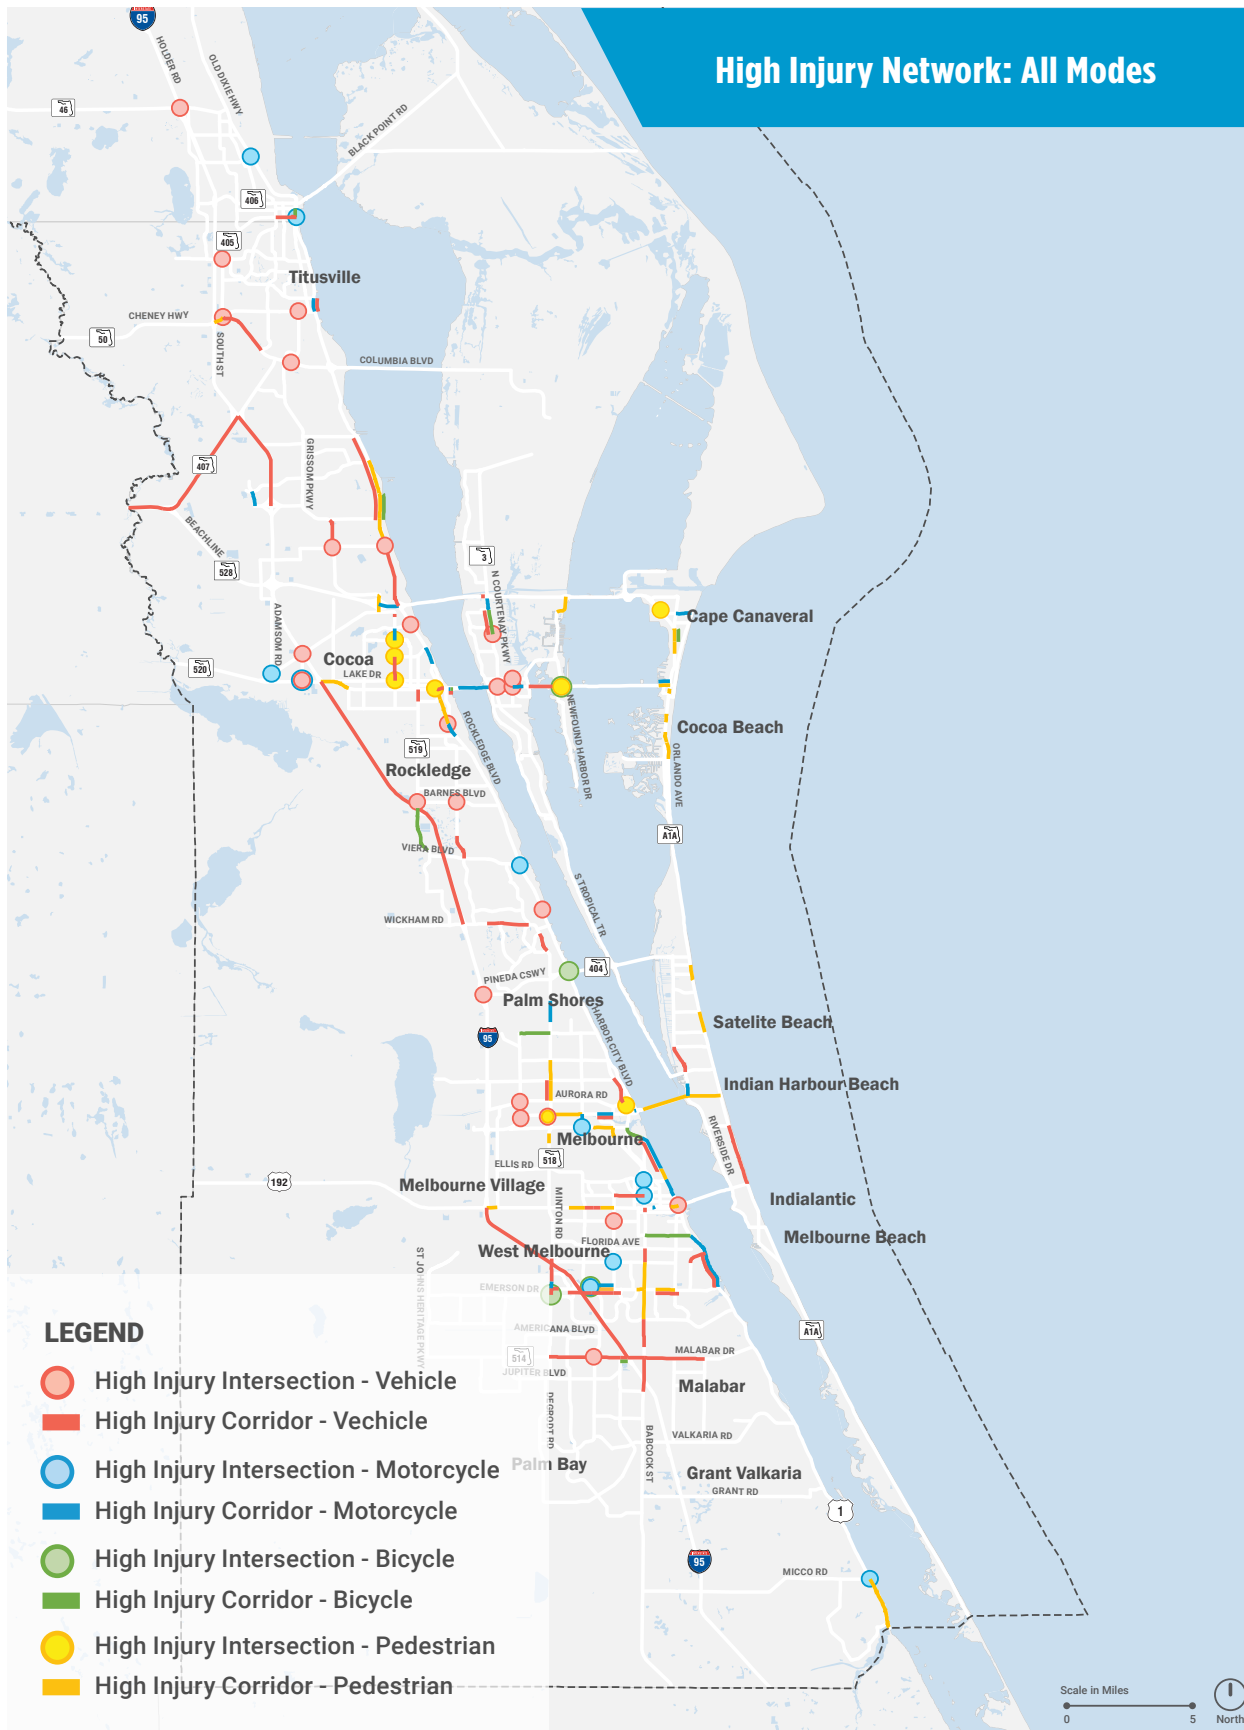 95
High Injury Network: All Modes
HOLDER RD
OLD DIXIE HWY
46
BLACK POINT RD
406
405
Titusville
CHENEY HWY
50
SOUTH ST
COLUMBIA BLVD
GRISSOM PKWY
407
BEACHLINE
528
3
N COURTENAY PKWY
ADAMSOM RD
Cape Canaveral
520
Cocoa
LAKE DR
NEWFOUND HARBOR DR
Cocoa Beach
ROCKLEDGE BLVD
519
ORLANDO AVE
Rockledge
BARNES BLVD
A1A
VIERA BLVD
S TROPICAL TR
WICKHAM RD
404
PINEDA CSWY
Palm Shores
HARBOR CITY BLVD
Satelite Beach
95
Indian Harbour Beach
AURORA RD
RIVERSIDE DR
Melbourne
518
ELLIS RD
192
Melbourne Village
MINTON RD
Indialantic
Melbourne Beach
FLORIDA AVE
West Melbourne
ST JOHNS HERITAGE PKWY
EMERSON DR
AMERICANA BLVD
A1A
514
MALABAR DR
JUPITER BLVD
Malabar
DEGROOT RD
BABCOCK ST
VALKARIA RD
Palm Bay
Grant Valkaria
GRANT RD
1
95
MICCO RD
LEGEND
High Injury Intersection - Vehicle
High Injury Corridor - Vechicle
High Injury Intersection - Motorcycle
High Injury Corridor - Motorcycle
High Injury Intersection - Bicycle
High Injury Corridor - Bicycle
High Injury Intersection - Pedestrian
High Injury Corridor - Pedestrian
Scale in Miles
0 5
North